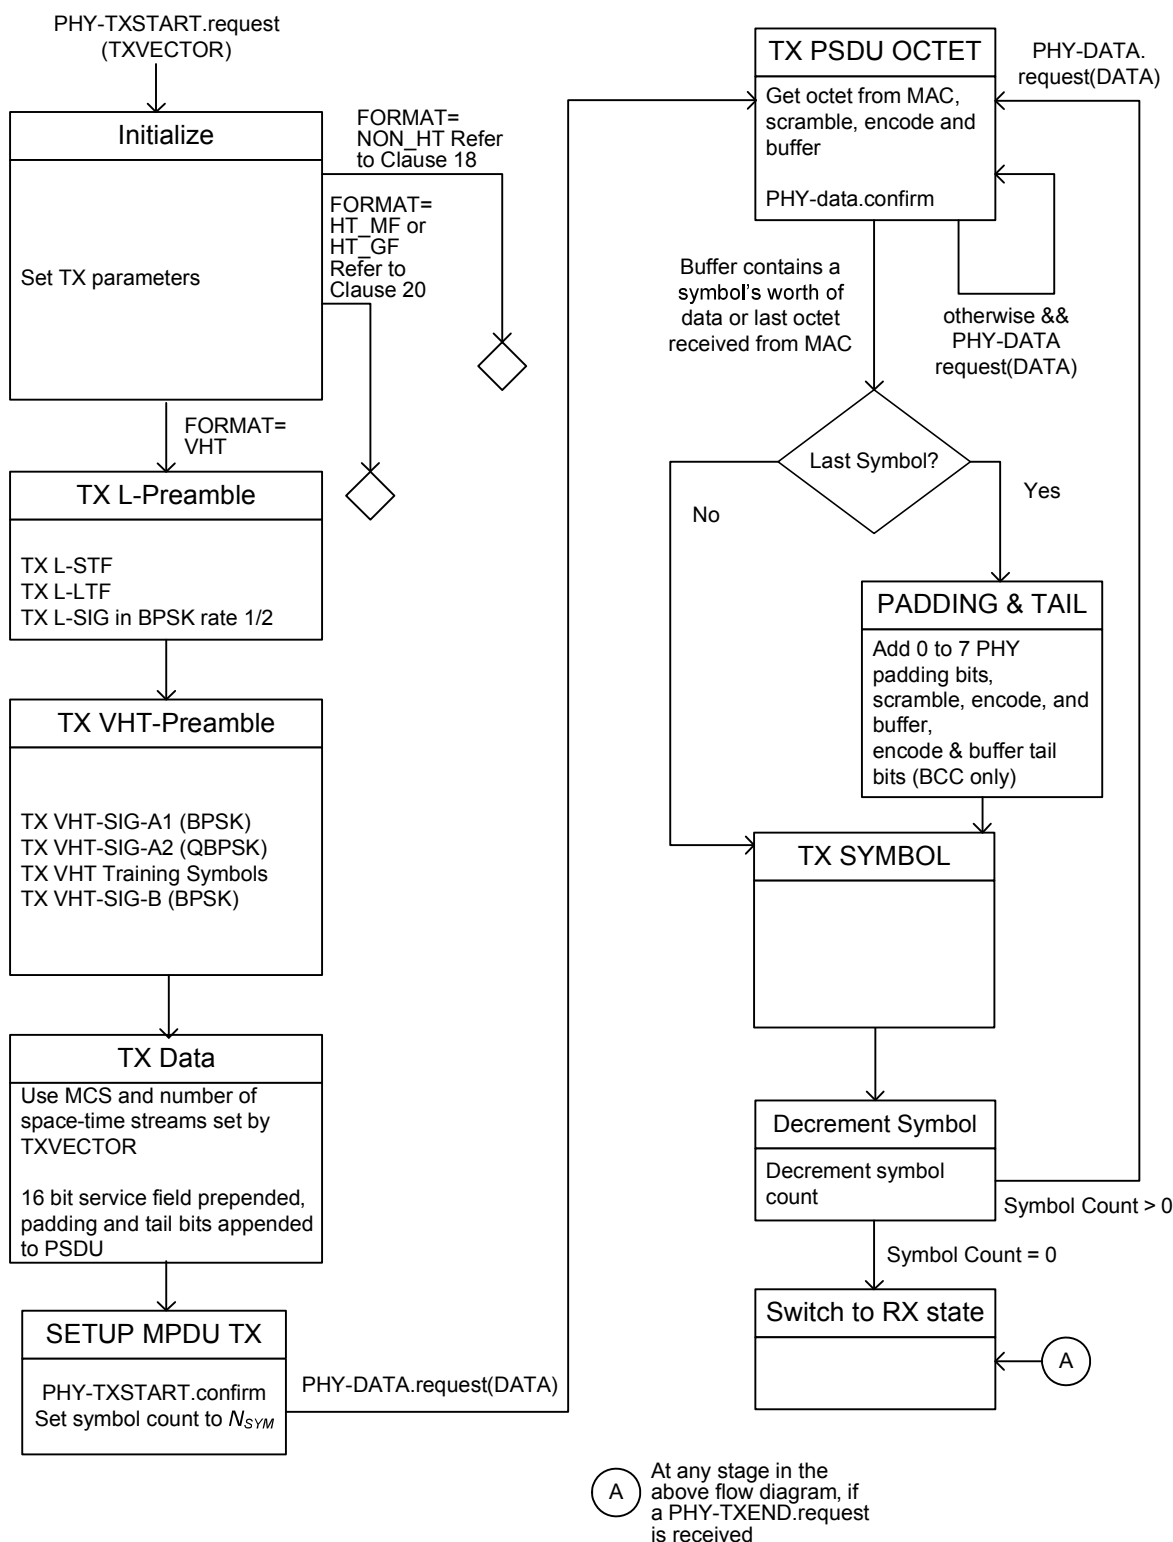 PHY-TXSTART.request
(TXVECTOR)
Initialize
Set TX parameters
FORMAT=
NON_HT Refer
to Clause 18
FORMAT=
HT_MF or
HT_GF
Refer to
Clause 20
FORMAT=
VHT
TX L-Preamble
TX L-STF
TX L-LTF
TX L-SIG in BPSK rate 1/2
TX VHT-Preamble
TX VHT-SIG-A1 (BPSK)
TX VHT-SIG-A2 (QBPSK)
TX VHT Training Symbols
TX VHT-SIG-B (BPSK)
TX Data
Use MCS and number of
space-time streams set by
TXVECTOR
16 bit service field prepended,
padding and tail bits appended
to PSDU
SETUP MPDU TX
PHY-TXSTART.confirm
Set symbol count to NSYM
PHY-DATA.request(DATA)
TX PSDU OCTET
Get octet from MAC,
scramble, encode and
buffer
PHY-data.confirm
PHY-DATA.
request(DATA)
Buffer contains a
symbol's worth of
data or last octet
received from MAC
otherwise &&
PHY-DATA
request(DATA)
Last Symbol?
No
Yes
PADDING & TAIL
Add 0 to 7 PHY
padding bits,
scramble, encode, and
buffer,
encode & buffer tail
bits (BCC only)
TX SYMBOL
Decrement Symbol
Decrement symbol
count
Symbol Count > 0
Symbol Count = 0
Switch to RX state
A
A
At any stage in the
above flow diagram, if
a PHY-TXEND.request
is received